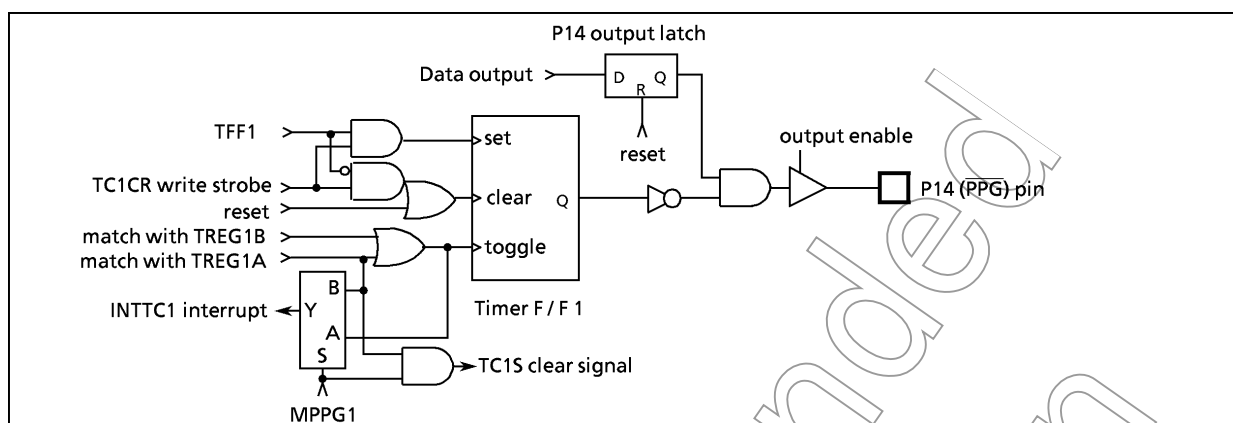 P14 output latch
Data output
D Q
R
reset
output enable
TFF1
set
TC1CR write strobe
clear
Q
P14 (PPG) pin
reset
match with TREG1B
toggle
match with TREG1A
B
INTTC1 interrupt
Y
Timer F / F 1
A
S
TC1S clear signal
MPPG1
nded